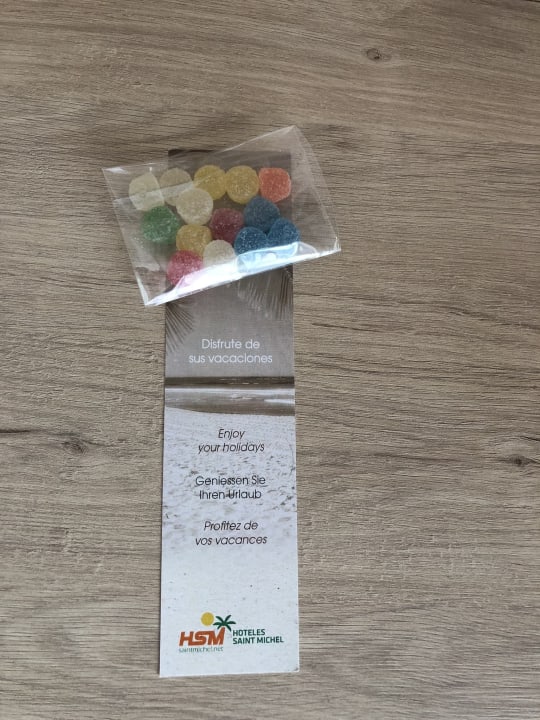 Disfrute de
sus vacaciones
Enjoy
your holidays
Geniessen Sie
Ihren Urlaub
Profitez de
vos vacances
HSM HOTELES
SAINT MICHEL
saintmichel.net